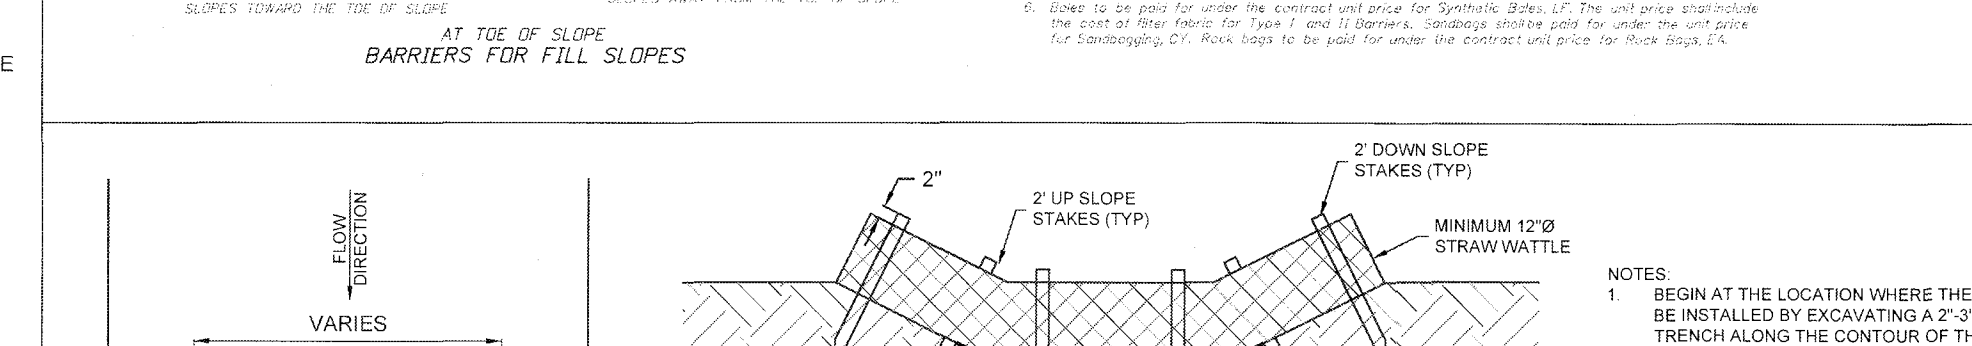 SLOPES TOWARD THE TOE OF SLOPE
AT TOE OF SLOPE
BARRIERS FOR FILL SLOPES
6. Bales to be paid for under the contract unit price for Synthetic Bales, LF. The unit price shall include
the cost of filter fabric for Type I and II Barriers. Sandbags shall be paid for under the unit price
for Sandbagging, CY. Rock bags to be paid for under the contract unit price for Rock Bags, EA.
E
FLOW
DIRECTION
VARIES
2"
2' UP SLOPE
STAKES (TYP)
2' DOWN SLOPE
STAKES (TYP)
MINIMUM 12"Ø
STRAW WATTLE
NOTES:
1. BEGIN AT THE LOCATION WHERE THE
BE INSTALLED BY EXCAVATING A 2"-3"
TRENCH ALONG THE CONTOUR OF TH